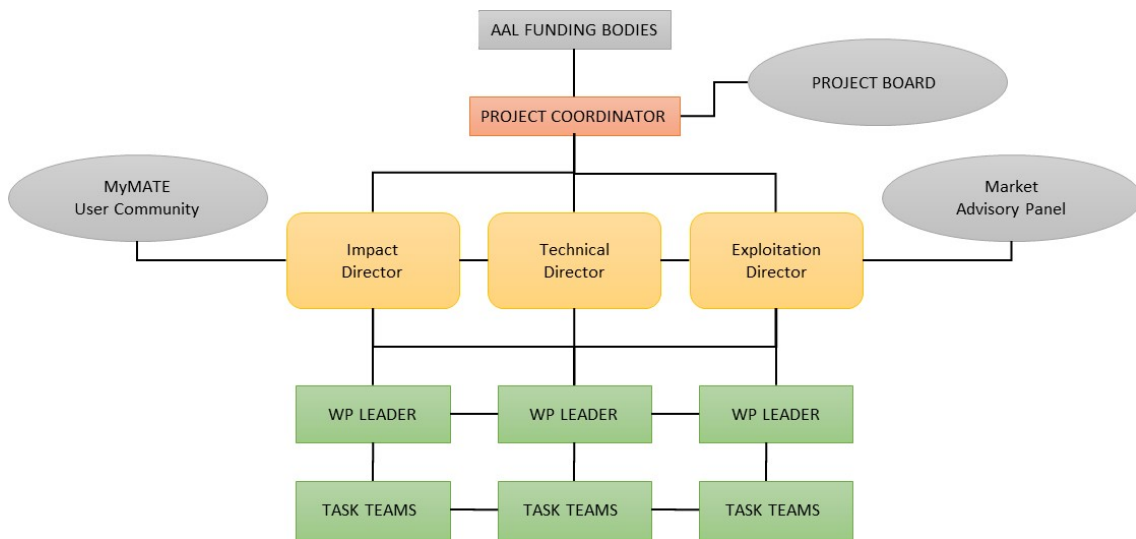 AAL FUNDING BODIES
PROJECT BOARD
PROJECT COORDINATOR
MyMATE
User Community
Market
Advisory Panel
Impact
Director
Technical
Director
Exploitation
Director
WP LEADER
WP LEADER
WP LEADER
TASK TEAMS
TASK TEAMS
TASK TEAMS